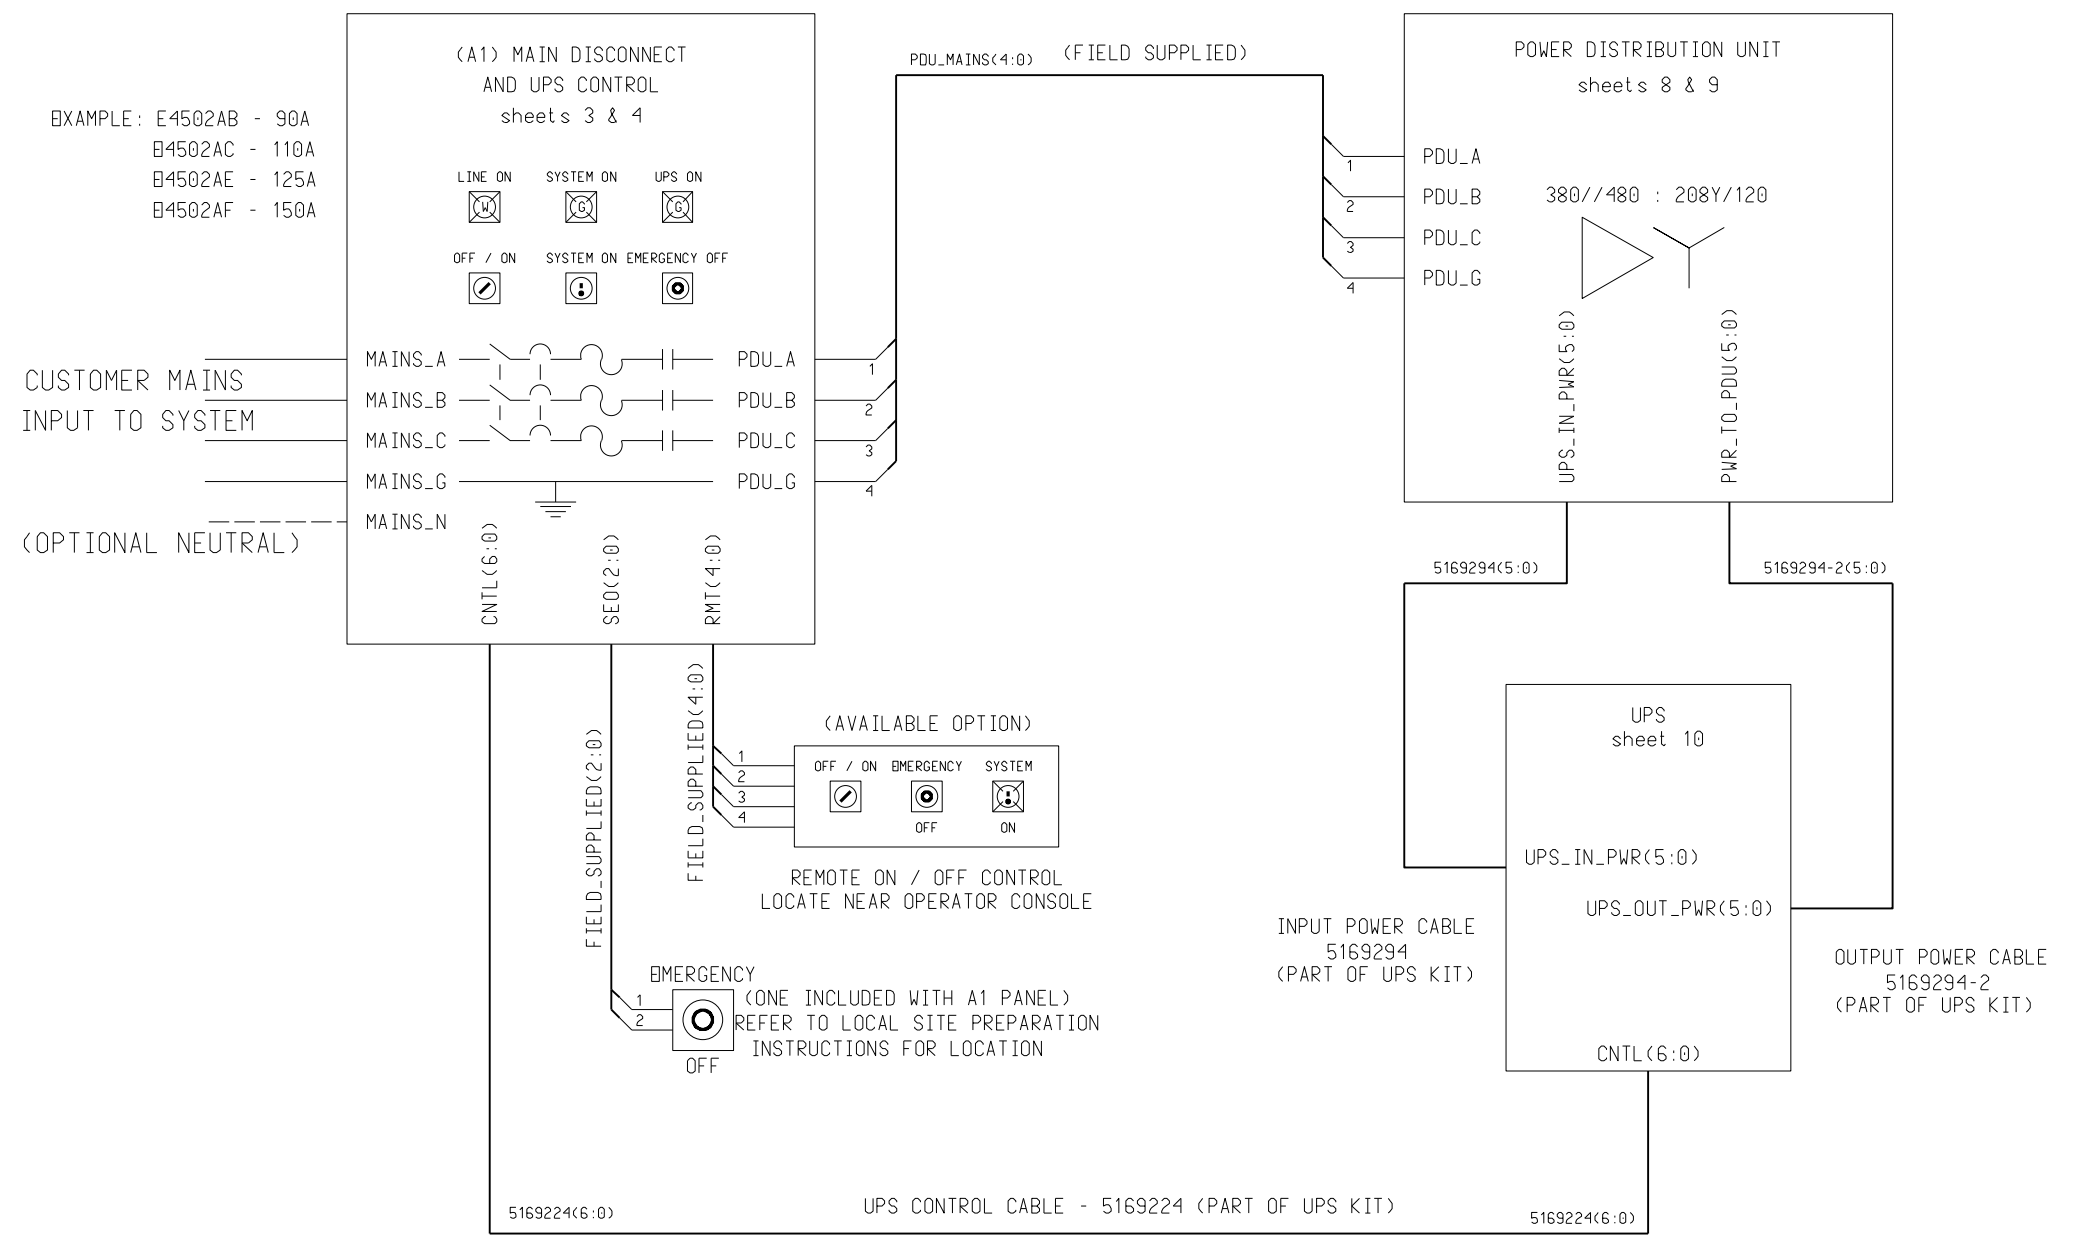 (A1) MAIN DISCONNECT
AND UPS CONTROL
sheets 3 & 4
EXAMPLE: E4502AB - 90A
E4502AC - 110A
E4502AE - 125A
E4502AF - 150A
LINE ON
SYSTEM ON
UPS ON
W
G
G
OFF / ON
SYSTEM ON
EMERGENCY OFF
CUSTOMER MAINS
INPUT TO SYSTEM
(OPTIONAL NEUTRAL)
MAINS_A
MAINS_B
MAINS_C
MAINS_G
MAINS_N
PDU_A
PDU_B
PDU_C
PDU_G
1
2
3
4
CNTL(6:0)
SEO(2:0)
RMT(4:0)
PDU_MAINS(4:0)
(FIELD SUPPLIED)
POWER DISTRIBUTION UNIT
sheets 8 & 9
1
2
3
4
PDU_A
PDU_B
PDU_C
PDU_G
380//480 : 208Y/120
UPS_IN_PWR(5:0)
PWR_TO_PDU(5:0)
5169294(5:0)
5169294-2(5:0)
FIELD_SUPPLIED(2:0)
FIELD_SUPPLIED(4:0)
(AVAILABLE OPTION)
1
2
3
4
OFF / ON
EMERGENCY
OFF
SYSTEM
ON
REMOTE ON / OFF CONTROL
LOCATE NEAR OPERATOR CONSOLE
EMERGENCY
1
2
OFF
(ONE INCLUDED WITH A1 PANEL)
REFER TO LOCAL SITE PREPARATION
INSTRUCTIONS FOR LOCATION
UPS
sheet 10
UPS_IN_PWR(5:0)
UPS_OUT_PWR(5:0)
CNTL(6:0)
INPUT POWER CABLE
5169294
(PART OF UPS KIT)
OUTPUT POWER CABLE
5169294-2
(PART OF UPS KIT)
5169224(6:0)
UPS CONTROL CABLE - 5169224 (PART OF UPS KIT)
5169224(6:0)